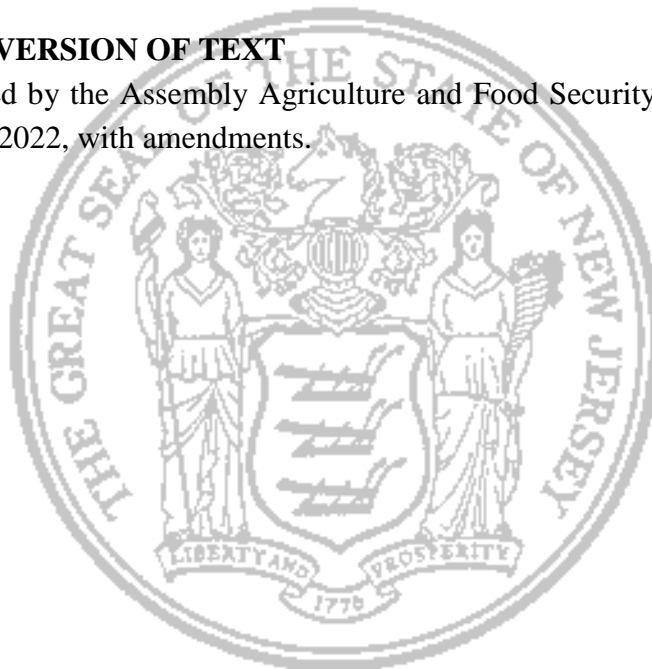 VERSION OF TEXT
ed by the Assembly Agriculture and Food Security
2022, with amendments.
THE GREAT SEAL OF THE STATE OF NEW JERSEY
LIBERTY AND PROSPERITY
1776